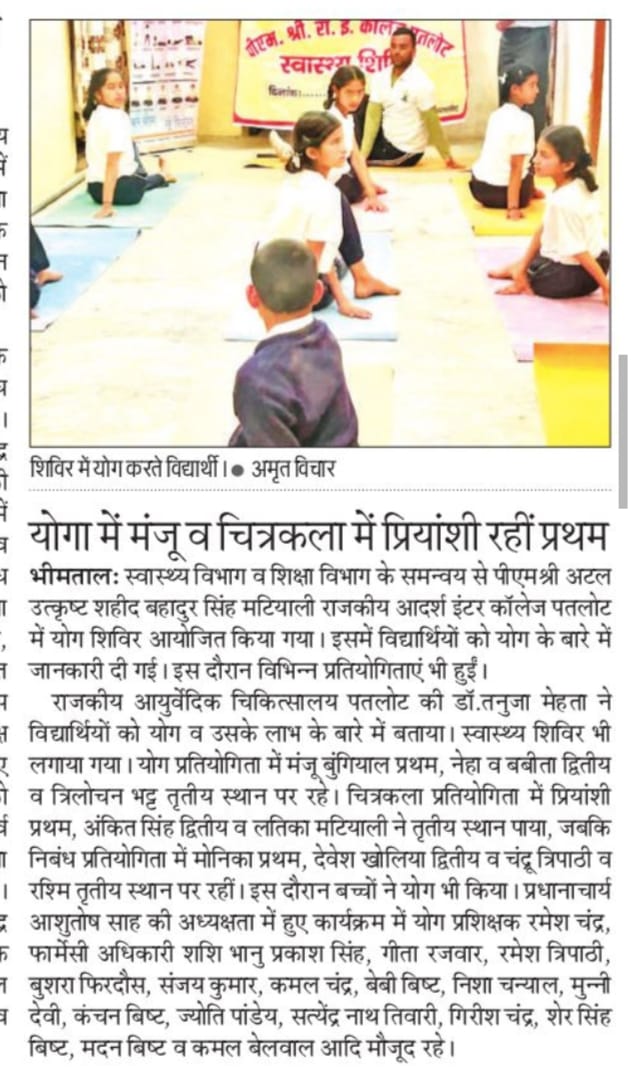 पीएम. श्री. रा. इ. कालेज पतलोट
स्वास्थ्य शिवि
दिनांक:......
शिविर में योग करते विद्यार्थी। ● अमृत विचार
योगा में मंजू व चित्रकला में प्रियांशी रहीं प्रथम
भीमताल: स्वास्थ्य विभाग व शिक्षा विभाग के समन्वय से पीएमश्री अटल
उत्कृष्ट शहीद बहादुर सिंह मटियाली राजकीय आदर्श इंटर कॉलेज पतलोट
में योग शिविर आयोजित किया गया। इसमें विद्यार्थियों को योग के बारे में
जानकारी दी गई। इस दौरान विभिन्न प्रतियोगिताएं भी हुईं।
राजकीय आयुर्वेदिक चिकित्सालय पतलोट की डॉ.तनुजा मेहता ने
विद्यार्थियों को योग व उसके लाभ के बारे में बताया। स्वास्थ्य शिविर भी
लगाया गया। योग प्रतियोगिता में मंजू बुंगियाल प्रथम, नेहा व बबीता द्वितीय
व त्रिलोचन भट्ट तृतीय स्थान पर रहे। चित्रकला प्रतियोगिता में प्रियांशी
प्रथम, अंकित सिंह द्वितीय व लतिका मटियाली ने तृतीय स्थान पाया, जबकि
निबंध प्रतियोगिता में मोनिका प्रथम, देवेश खोलिया द्वितीय व चंद्रू त्रिपाठी व
रश्मि तृतीय स्थान पर रहीं। इस दौरान बच्चों ने योग भी किया। प्रधानाचार्य
आशुतोष साह की अध्यक्षता में हुए कार्यक्रम में योग प्रशिक्षक रमेश चंद्र,
फार्मेसी अधिकारी शशि भानु प्रकाश सिंह, गीता रजवार, रमेश त्रिपाठी,
बुशरा फिरदौस, संजय कुमार, कमल चंद्र, बेबी बिष्ट, निशा चन्याल, मुन्नी
देवी, कंचन बिष्ट, ज्योति पांडेय, सत्येंद्र नाथ तिवारी, गिरीश चंद्र, शेर सिंह
बिष्ट, मदन बिष्ट व कमल बेलवाल आदि मौजूद रहे।